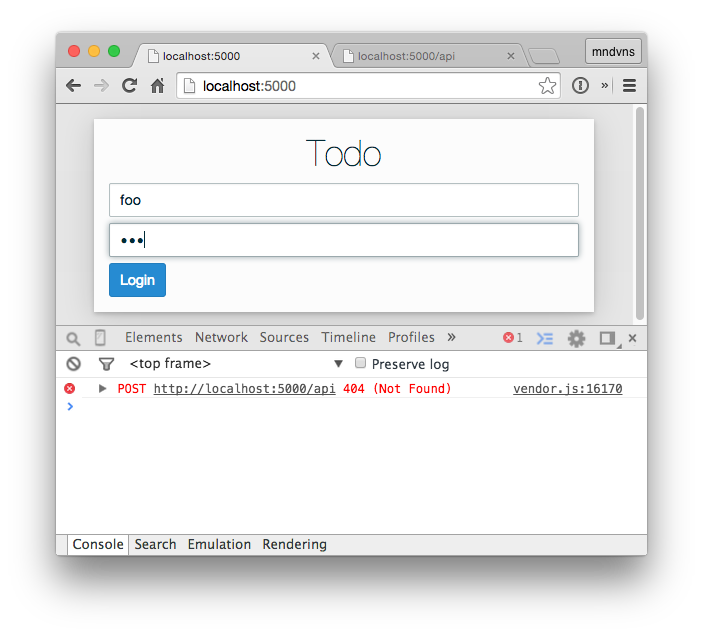 localhost:5000 localhost:5000/api mndvns
localhost:5000
Todo
foo
•••
Login
Elements Network Sources Timeline Profiles » 1
<top frame> Preserve log
POST http://localhost:5000/api 404 (Not Found) vendor.js:16170
Console Search Emulation Rendering